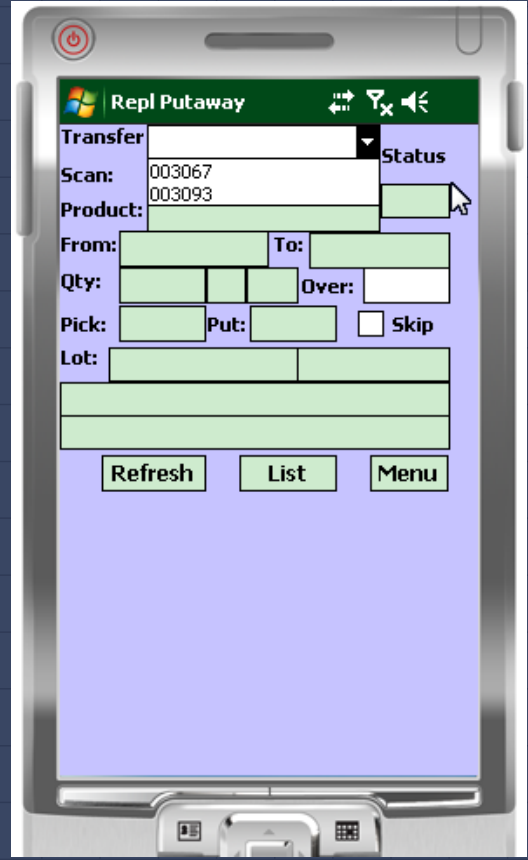 Repl Putaway
Transfer
Status
Scan:
003067
003093
Product:
From: To:
Qty: Over:
Pick: Put: Skip
Lot:
Refresh List Menu